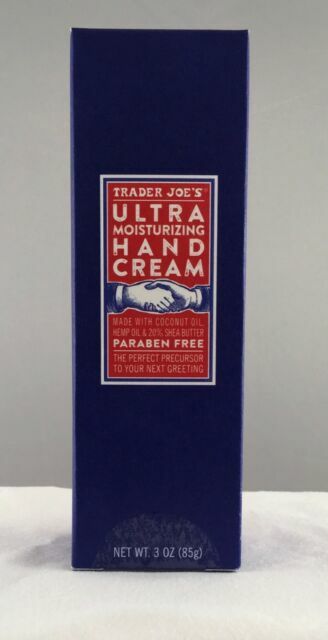 TRADER JOE'S
ULTRA
MOISTURIZING
HAND
CREAM
MADE WITH COCONUT OIL,
HEMP OIL & 20% SHEA BUTTER
PARABEN FREE
THE PERFECT PRECURSOR
TO YOUR NEXT GREETING
NET WT. 3 OZ (85g)